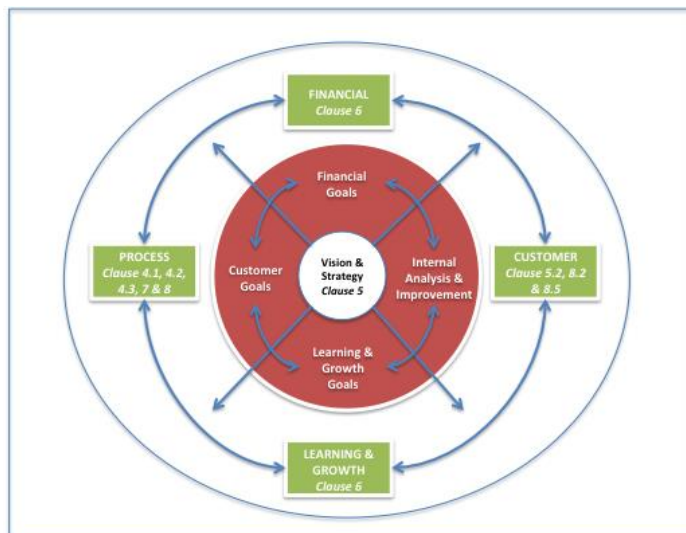 FINANCIAL
Clause 6
Financial
Goals
PROCESS
Clause 4.1, 4.2,
4.3, 7 & 8
Customer
Goals
Vision &
Strategy
Clause 5
Internal
Analysis &
Improvement
CUSTOMER
Clause 5.2, 8.2
& 8.5
Learning &
Growth
Goals
LEARNING &
GROWTH
Clause 6